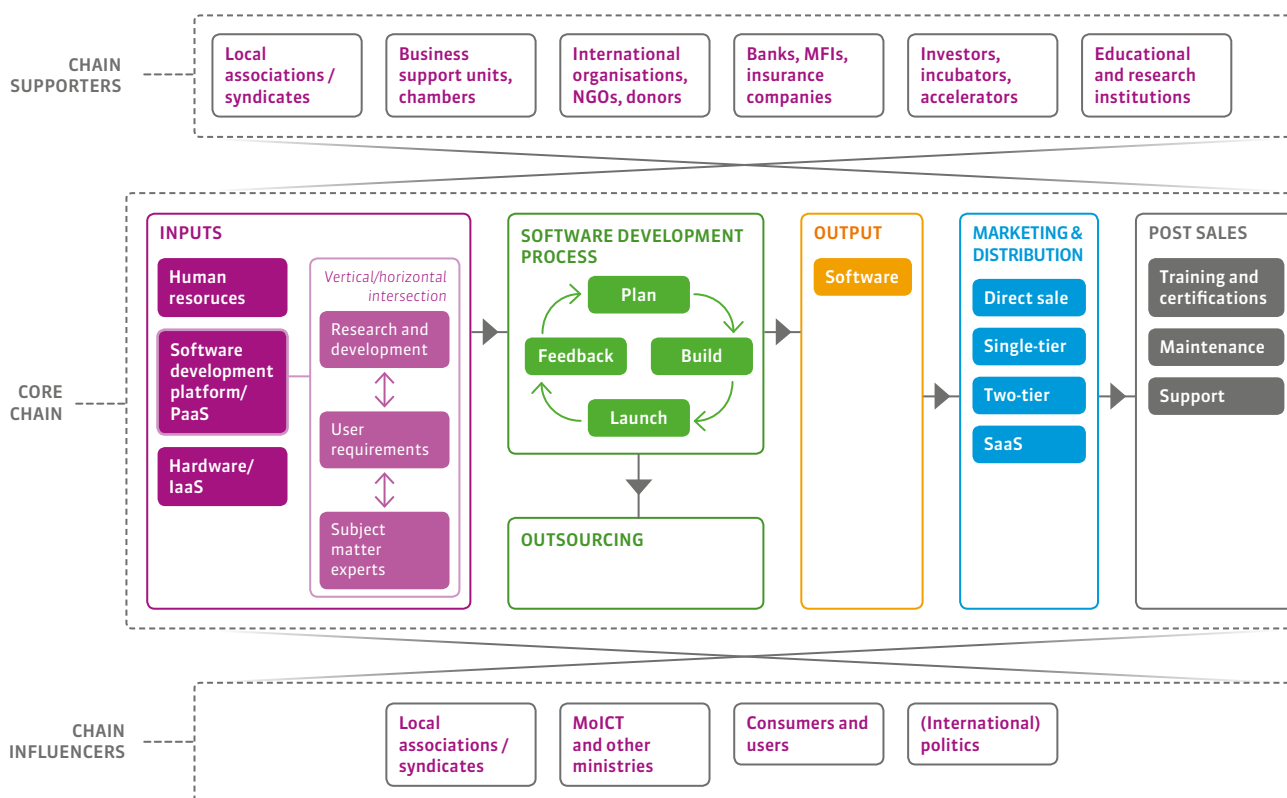 CHAIN
SUPPORTERS
Local
associations /
syndicates
Business
support units,
chambers
International
organisations,
NGOs, donors
Banks, MFIs,
insurance
companies
Investors,
incubators,
accelerators
Educational
and research
institutions
CORE
CHAIN
INPUTS
Human
resoruces
Software
development
platform/
PaaS
Hardware/
IaaS
Vertical/horizontal
intersection
Research and
development
User
requirements
Subject
matter
experts
SOFTWARE DEVELOPMENT
PROCESS
Plan
Build
Launch
Feedback
OUTSOURCING
OUTPUT
Software
MARKETING &
DISTRIBUTION
Direct sale
Single-tier
Two-tier
SaaS
POST SALES
Training and
certifications
Maintenance
Support
CHAIN
INFLUENCERS
Local
associations /
syndicates
MoICT
and other
ministries
Consumers and
users
(International)
politics